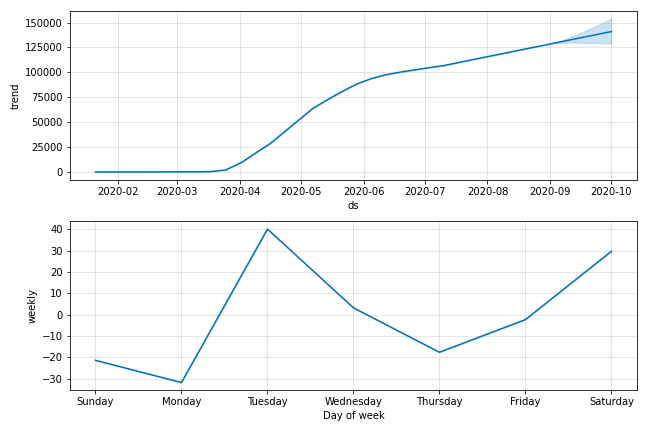 150000
125000
100000
75000
50000
25000
0
trend
2020-02 2020-03 2020-04 2020-05 2020-06 2020-07 2020-08 2020-09 2020-10
ds
40
30
20
10
0
−10
−20
−30
weekly
Sunday Monday Tuesday Wednesday Thursday Friday Saturday
Day of week